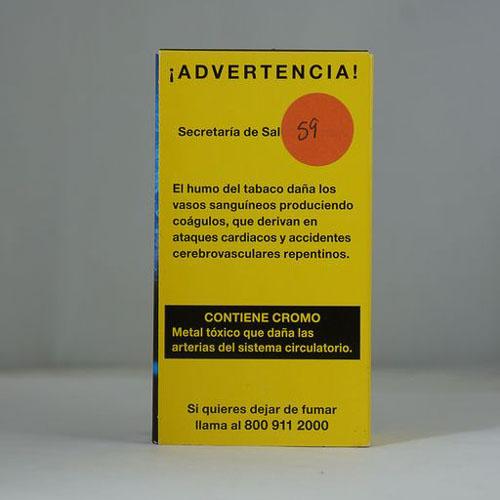 ¡ADVERTENCIA!
Secretaría de Sal
59
El humo del tabaco daña los
vasos sanguíneos produciendo
coágulos, que derivan en
ataques cardiacos y accidentes
cerebrovasculares repentinos.
CONTIENE CROMO
Metal tóxico que daña las
arterias del sistema circulatorio.
Si quieres dejar de fumar
llama al 800 911 2000